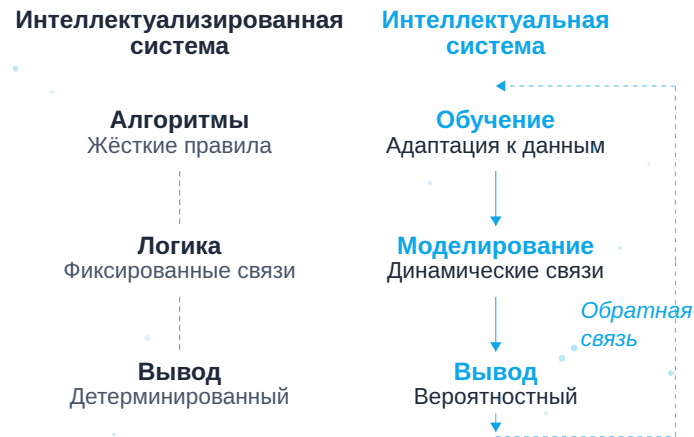 Интеллектуализированная
система
Алгоритмы
Жёсткие правила
Логика
Фиксированные связи
Вывод
Детерминированный
Интеллектуальная
система
Обучение
Адаптация к данным
Моделирование
Динамические связи
Обратная
связь
Вывод
Вероятностный